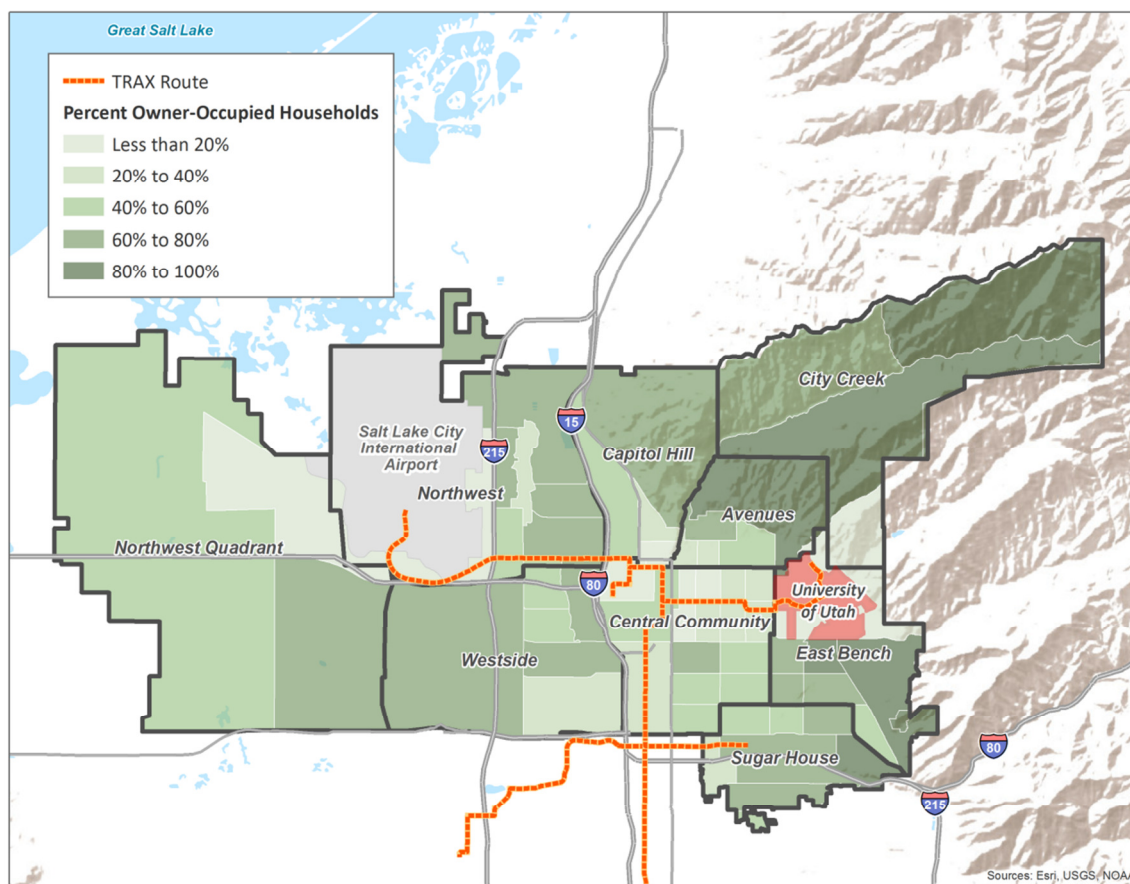 Great Salt Lake
TRAX Route
Percent Owner-Occupied Households
Less than 20%
20% to 40%
40% to 60%
60% to 80%
80% to 100%
City Creek
15
Salt Lake City
International
Airport
215
Capitol Hill
Northwest
Avenues
Northwest Quadrant
80
University
of Utah
Central Community
Westside
East Bench
Sugar House
80
215
Sources: Esri, USGS, NOAA